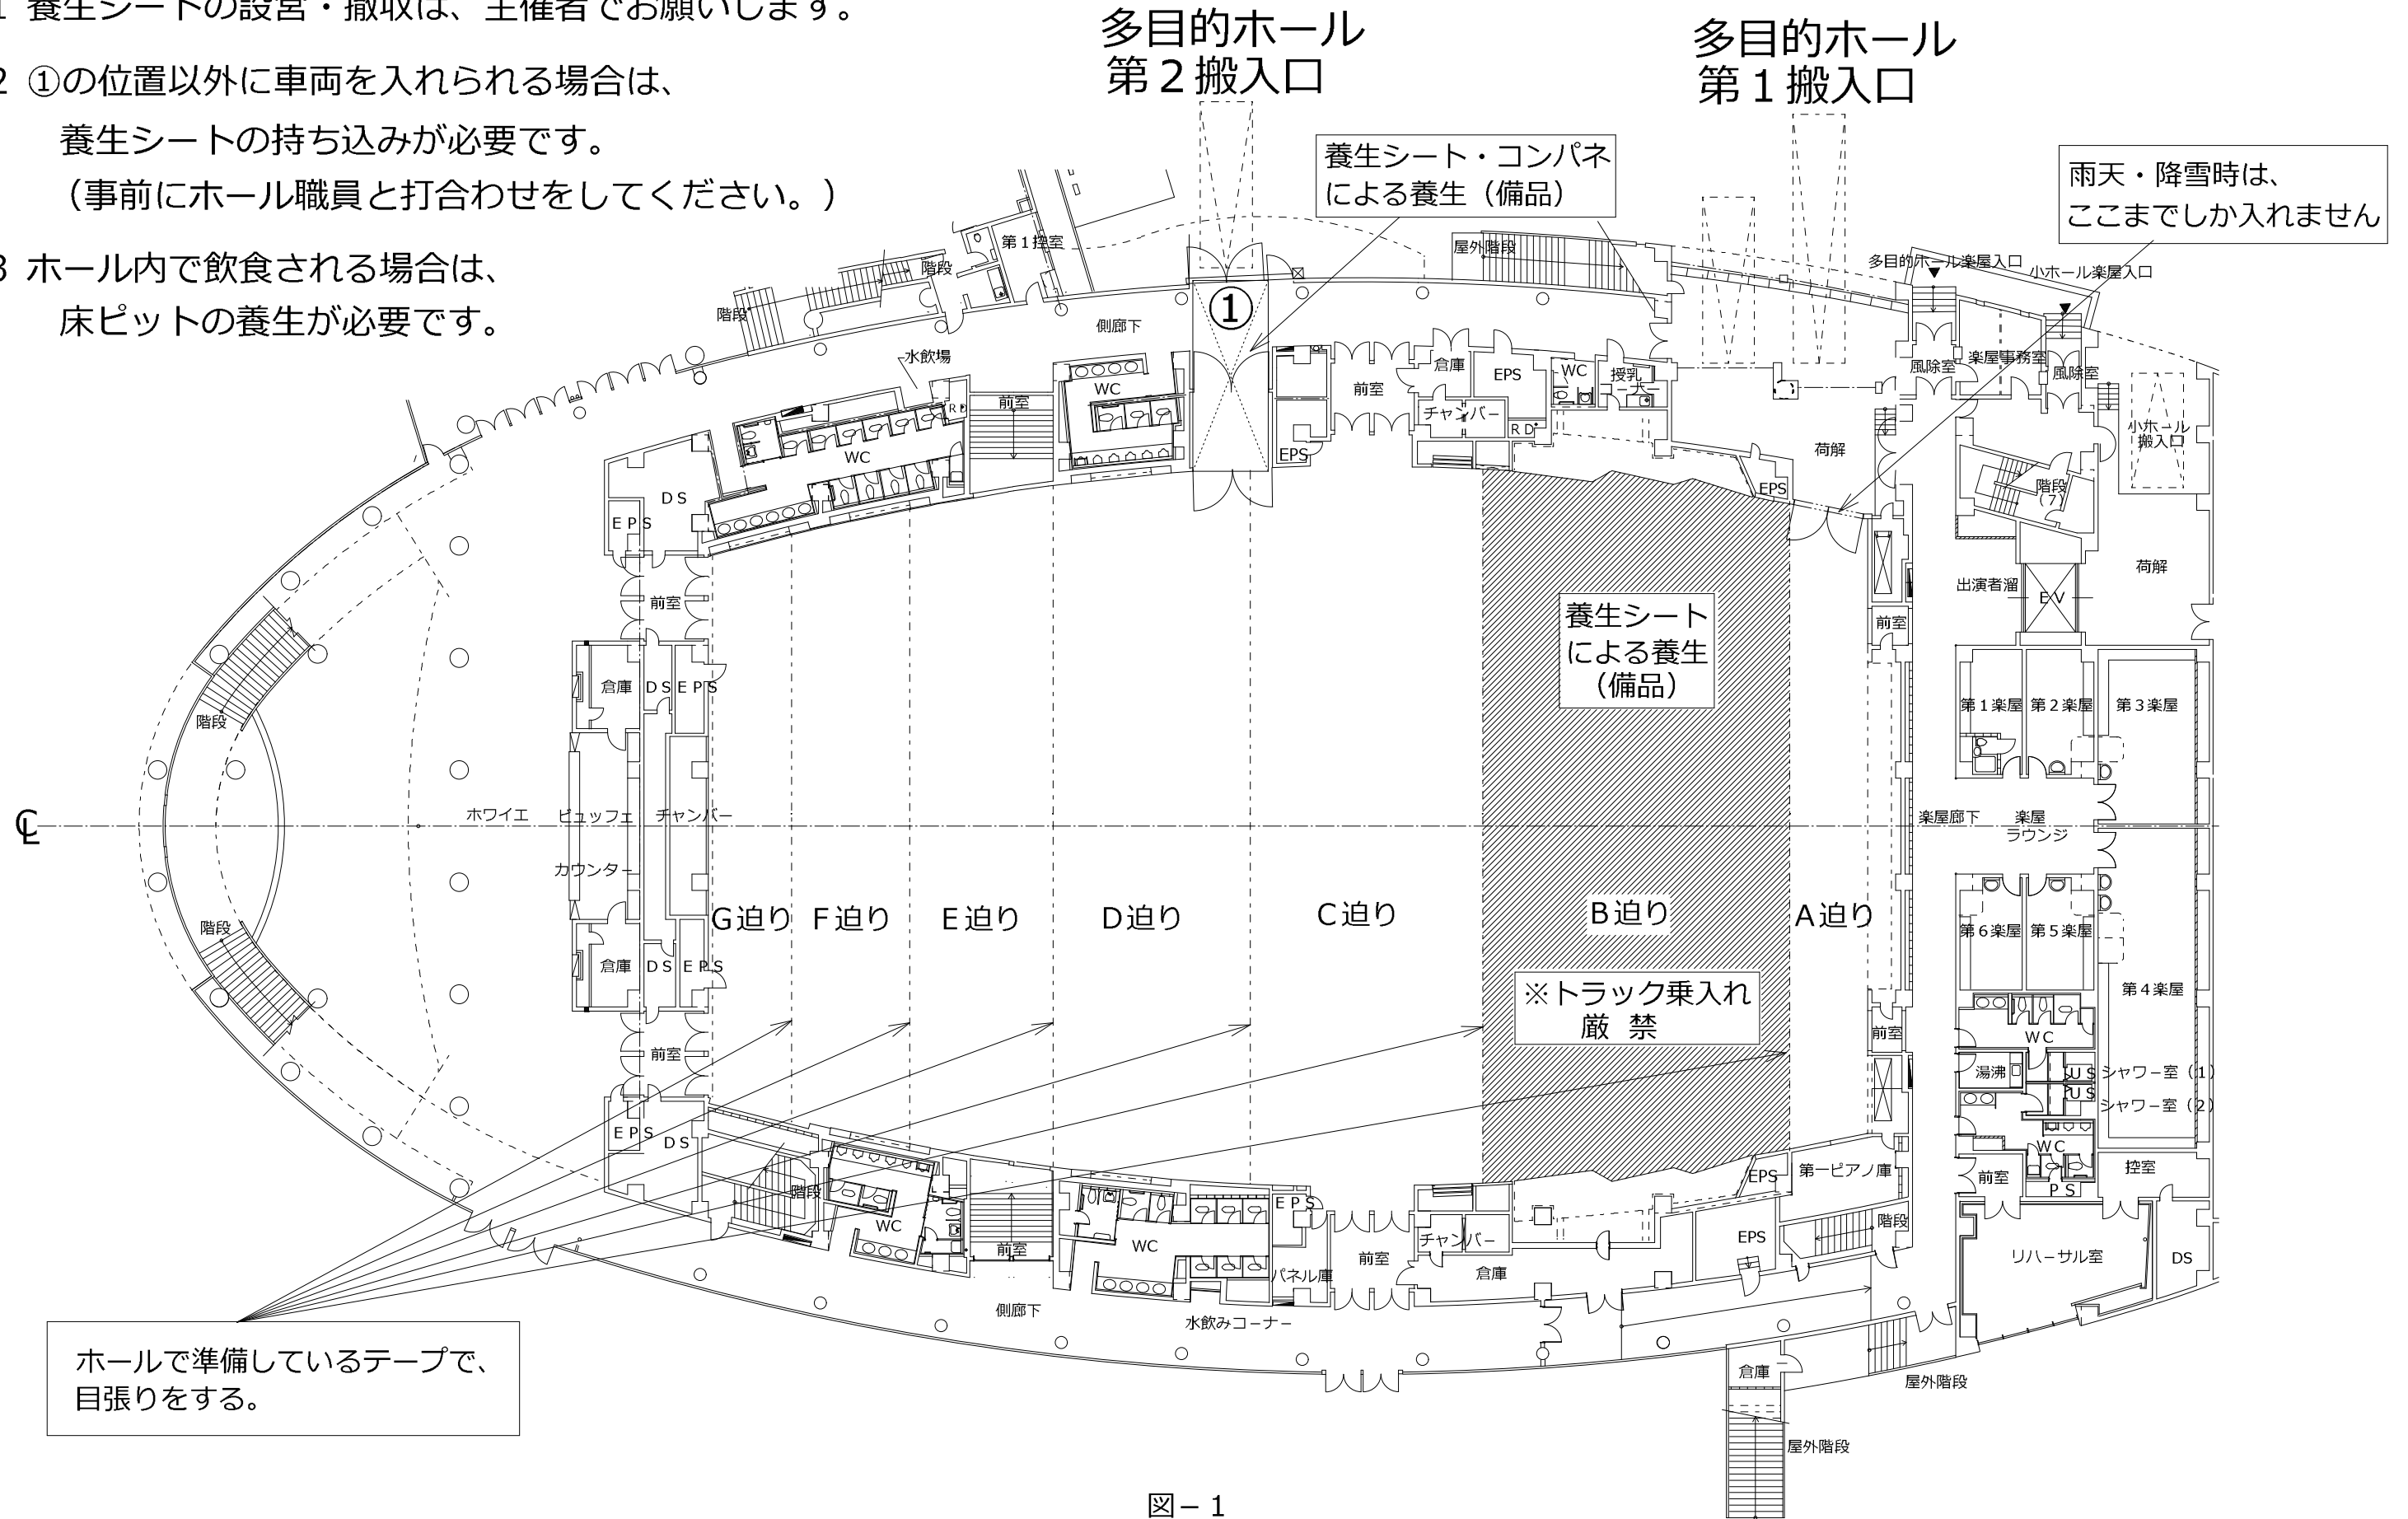 1 養生シートの設営・撤収は、主催者でお願いします。
2 ①の位置以外に車両を入れられる場合は、
養生シートの持ち込みが必要です。
（事前にホール職員と打合わせをしてください。）
3 ホール内で飲食される場合は、
床ピットの養生が必要です。
多目的ホール
第２搬入口
多目的ホール
第１搬入口
養生シート・コンパネ
による養生（備品）
雨天・降雪時は、
ここまでしか入れません
第１控室
階段
階段
屋外階段
多目的ホール楽屋入口
小ホール楽屋入口
①
側廊下
水飲場
WC
前室
ＲＤ
WC
前室
倉庫
EPS
WC
授乳
チャンバー
ＲＤ
EPS
風除室
楽屋事務室
風除室
小ホール
搬入口
荷解
EPS
階段
（７）
ＤＳ
ＥＰＳ
前室
養生シート
による養生
（備品）
出演者溜
ＥＶ
荷解
前室
倉庫
ＤＳ
ＥＰＳ
階段
第１楽屋
第２楽屋
第３楽屋
℄
ホワイエ
ビュッフェ
チャンバー
カウンター
楽屋廊下
楽屋
ラウンジ
G迫り
F迫り
E迫り
D迫り
C迫り
B迫り
A迫り
階段
倉庫
ＤＳ
ＥＰＳ
第６楽屋
第５楽屋
第４楽屋
※トラック乗入れ
厳 禁
前室
前室
ＷＣ
湯沸
ＵＳ
シャワー室（１）
ＵＳ
シャワー室（２）
ＥＰＳ
ＤＳ
階段
WC
前室
WC
ＥＰＳ
パネル庫
前室
チャンバー
倉庫
EPS
第一ピアノ庫
EPS
階段
ＷＣ
前室
ＰＳ
控室
リハーサル室
DS
側廊下
水飲みコーナー
倉庫
屋外階段
屋外階段
ホールで準備しているテープで、
目張りをする。
図－１